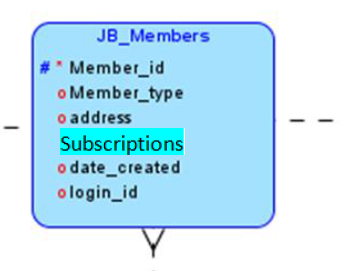 JB_Members
# * Member_id
o Member_type
o address
Subscriptions
o date_created
o login_id